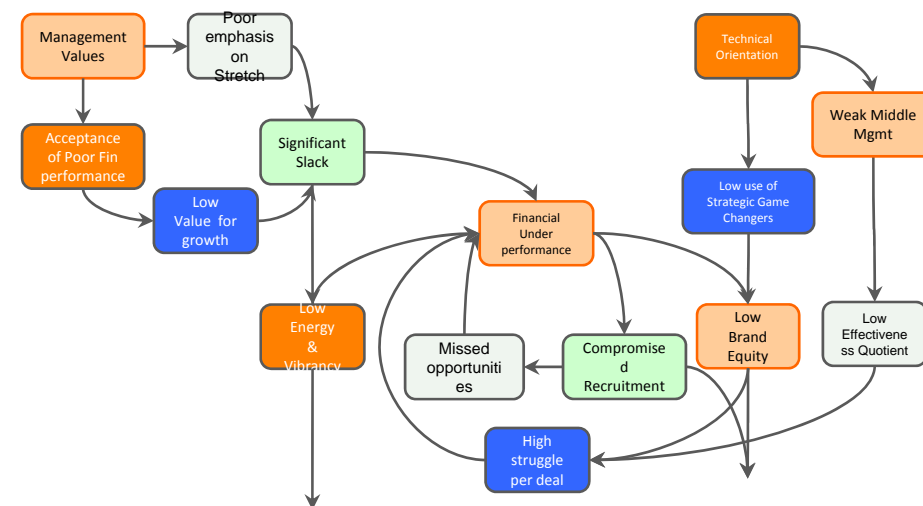 Management
Values
Poor
emphasis
on
Stretch
Technical
Orientation
Weak Middle
Mgmt
Acceptance
of Poor Fin
performance
Significant
Slack
Low
Value for
growth
Low use of
Strategic Game
Changers
Financial
Under
performance
Low
Energy
&
Vibrancy
Missed
opportuniti
es
Compromise
d
Recruitment
Low
Brand
Equity
Low
Effectivene
ss Quotient
High
struggle
per deal